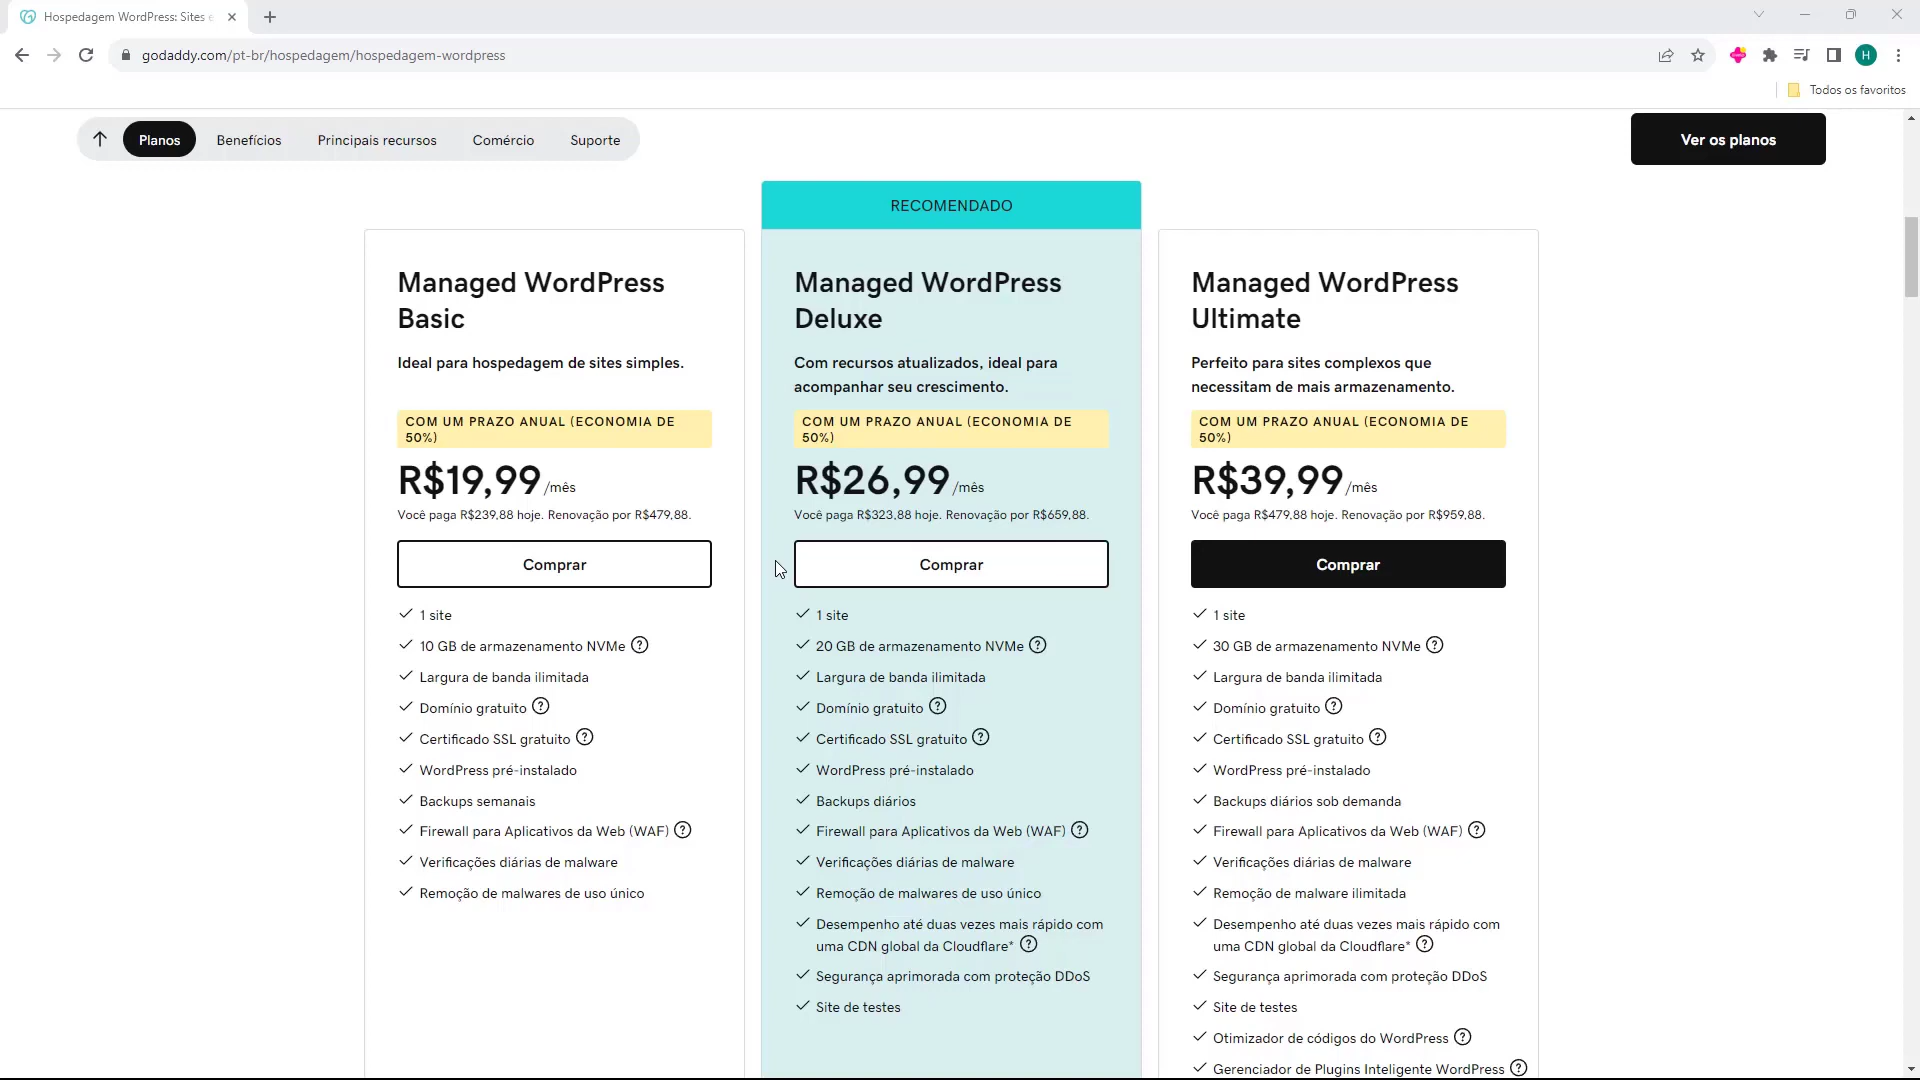 Hospedagem WordPress: Sites e
godaddy.com/pt-br/hospedagem/hospedagem-wordpress
H
Todos os favoritos
Planos
Benefícios
Principais recursos
Comércio
Suporte
Ver os planos
RECOMENDADO
Managed WordPress
Basic
Ideal para hospedagem de sites simples.
COM UM PRAZO ANUAL (ECONOMIA DE
50%)
R$19,99 /mês
Você paga R$239,88 hoje. Renovação por R$479,88.
Comprar
1 site
10 GB de armazenamento NVMe ?
Largura de banda ilimitada
Domínio gratuito ?
Certificado SSL gratuito ?
WordPress pré-instalado
Backups semanais
Firewall para Aplicativos da Web (WAF) ?
Verificações diárias de malware
Remoção de malwares de uso único
Managed WordPress
Deluxe
Com recursos atualizados, ideal para
acompanhar seu crescimento.
COM UM PRAZO ANUAL (ECONOMIA DE
50%)
R$26,99 /mês
Você paga R$323,88 hoje. Renovação por R$659,88.
Comprar
1 site
20 GB de armazenamento NVMe ?
Largura de banda ilimitada
Domínio gratuito ?
Certificado SSL gratuito ?
WordPress pré-instalado
Backups diários
Firewall para Aplicativos da Web (WAF) ?
Verificações diárias de malware
Remoção de malwares de uso único
Desempenho até duas vezes mais rápido com
uma CDN global da Cloudflare* ?
Segurança aprimorada com proteção DDoS
Site de testes
Managed WordPress
Ultimate
Perfeito para sites complexos que
necessitam de mais armazenamento.
COM UM PRAZO ANUAL (ECONOMIA DE
50%)
R$39,99 /mês
Você paga R$479,88 hoje. Renovação por R$959,88.
Comprar
1 site
30 GB de armazenamento NVMe ?
Largura de banda ilimitada
Domínio gratuito ?
Certificado SSL gratuito ?
WordPress pré-instalado
Backups diários sob demanda
Firewall para Aplicativos da Web (WAF) ?
Verificações diárias de malware
Remoção de malware ilimitada
Desempenho até duas vezes mais rápido com
uma CDN global da Cloudflare* ?
Segurança aprimorada com proteção DDoS
Site de testes
Otimizador de códigos do WordPress ?
Gerenciador de Plugins Inteligente WordPress ?